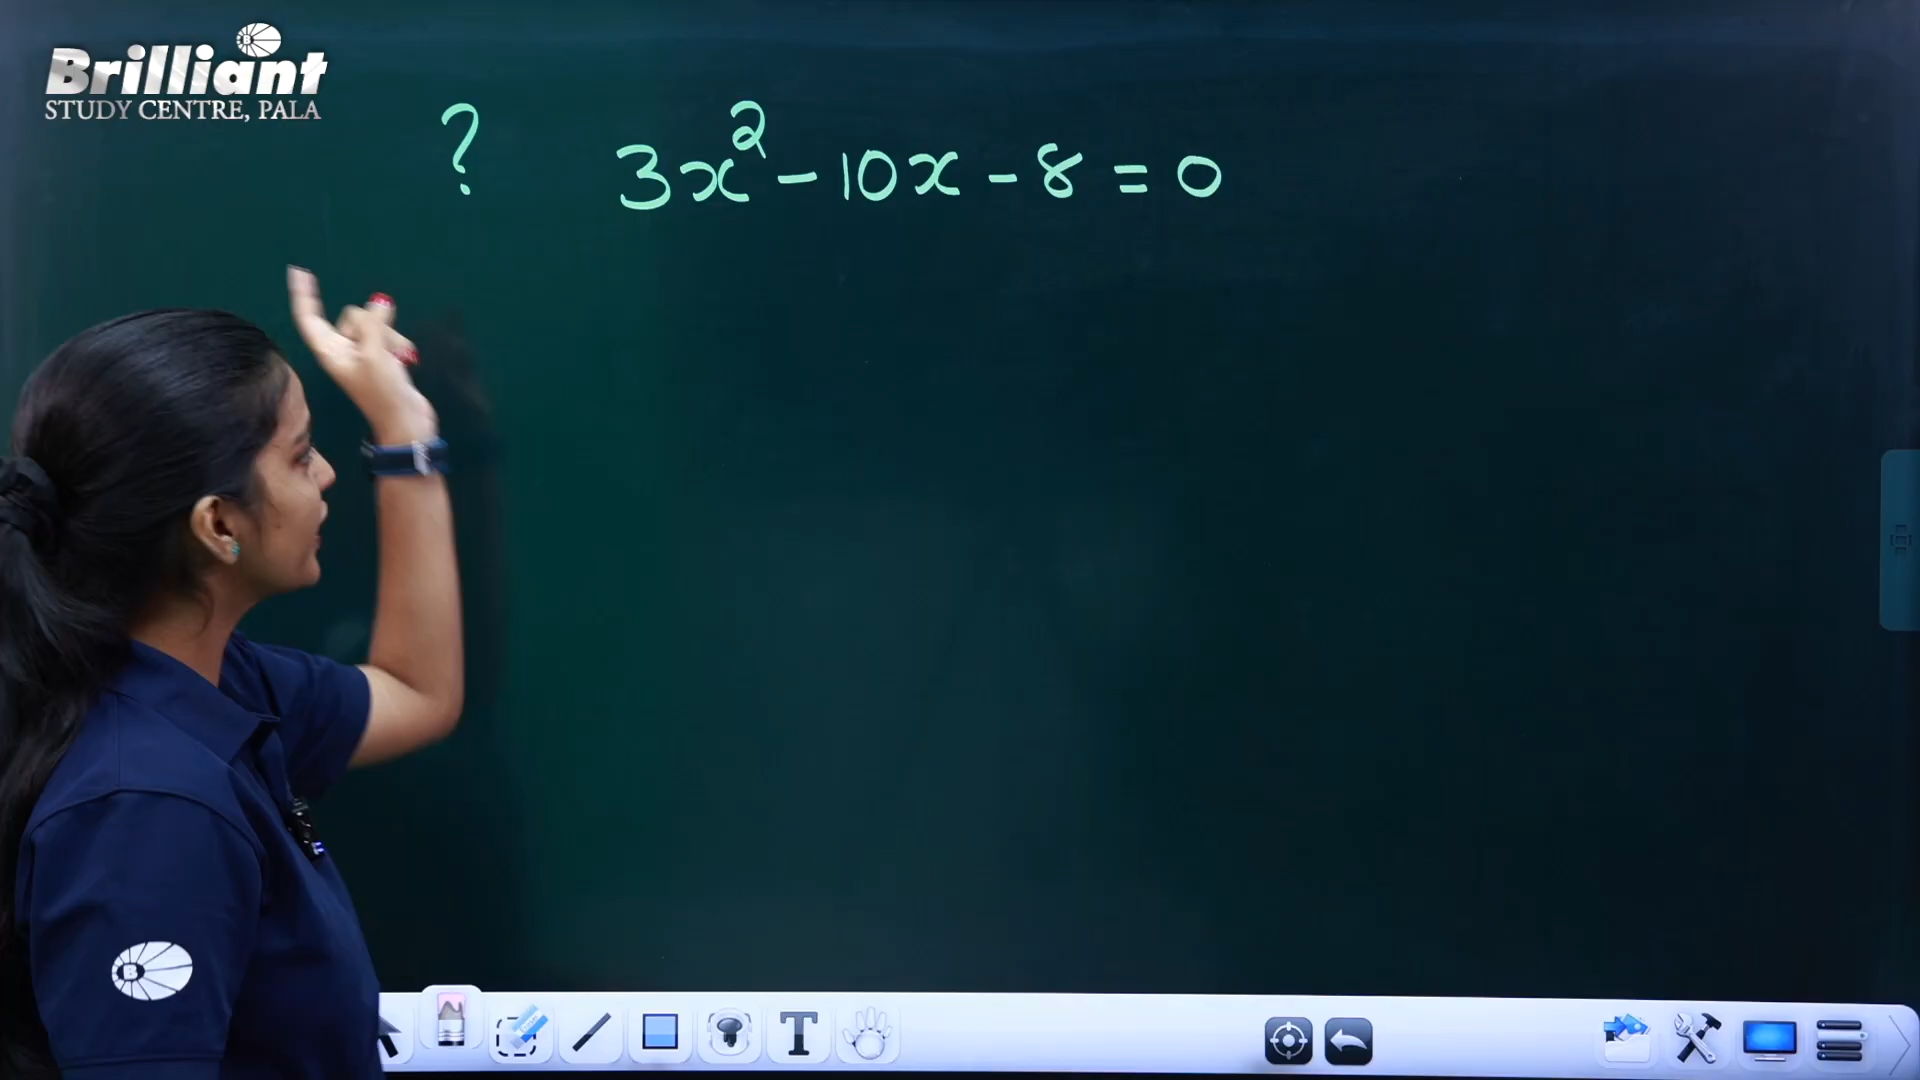 Brilliant
STUDY CENTRE, PALA
? 3x² - 10x - 8 = 0
B
T